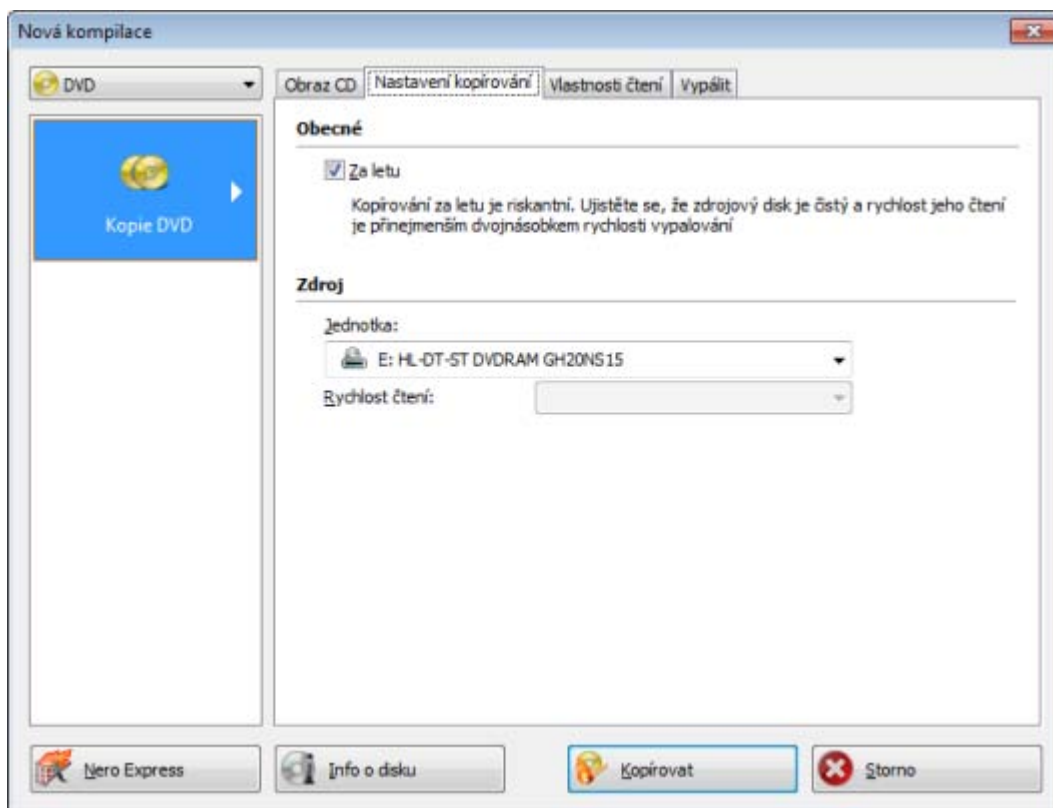 Nová kompilace
DVD
Obraz CD Nastavení kopírování Vlastnosti čtení Vypálit
Kopie DVD
Obecné
Za letu
Kopírování za letu je riskantní. Ujistěte se, že zdrojový disk je čistý a rychlost jeho čtení
je přinejmenším dvojnásobkem rychlosti vypalování
Zdroj
Jednotka:
E: HL-DT-ST DVDRAM GH20NS15
Rychlost čtení:
Nero Express Info o disku Kopírovat Storno